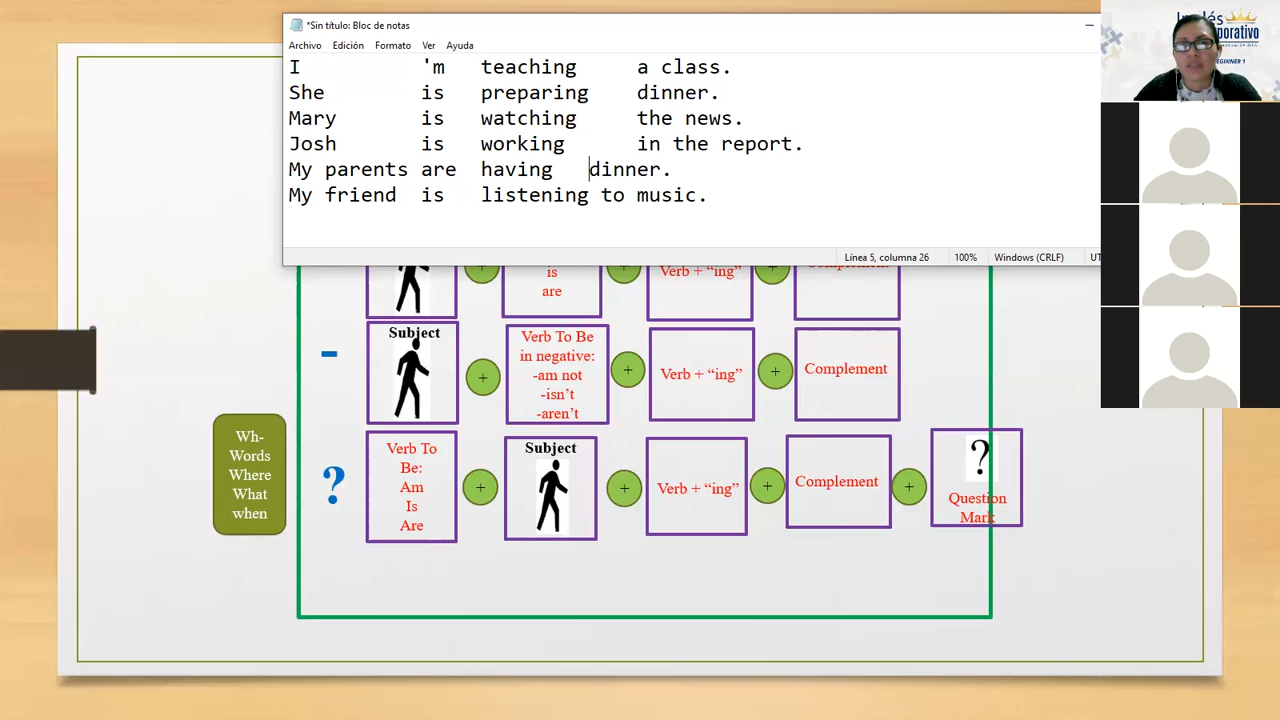 *Sin título: Bloc de notas
Archivo Edición Formato Ver Ayuda
I 'm teaching a class.
She is preparing dinner.
Mary is watching the news.
Josh is working in the report.
My parents are having dinner.
My friend is listening to music.
Línea 5, columna 26 100% Windows (CRLF)
is
are
Verb + “ing”
Complement
-
Subject
+
Verb To Be
in negative:
-am not
-isn’t
-aren’t
+
Verb + “ing”
+
Complement
Wh-
Words
Where
What
when
?
Verb To
Be:
Am
Is
Are
+
Subject
+
Verb + “ing”
+
Complement
+
?
Question
Mark